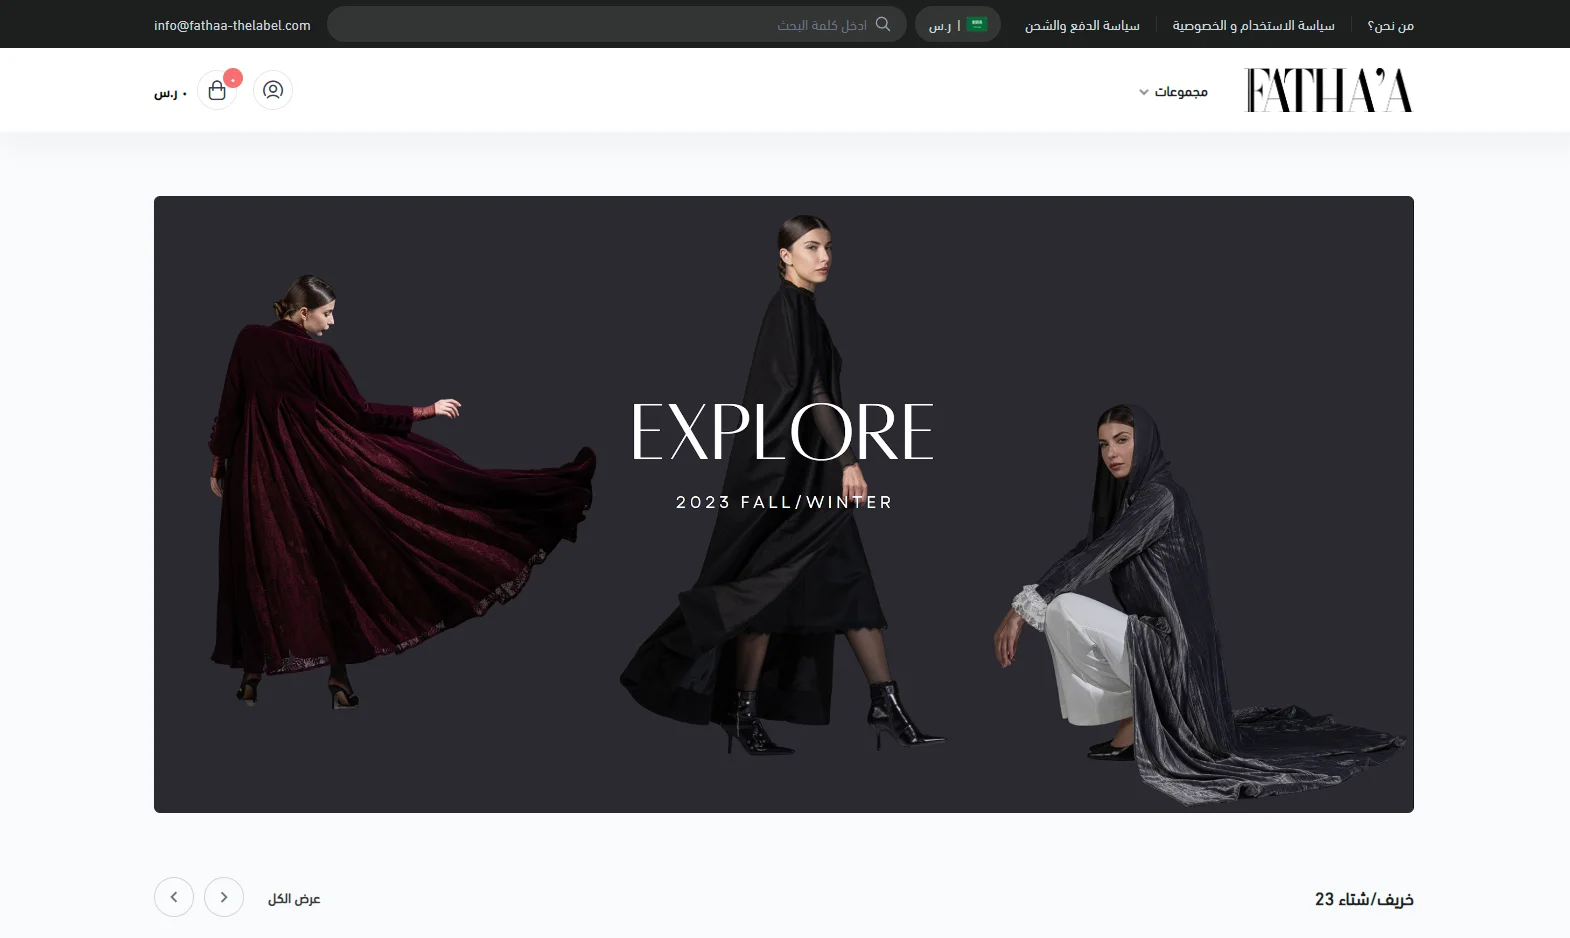 من نحن؟
سياسة الاستخدام و الخصوصية
سياسة الدفع والشحن
ر.س |
ادخل كلمة البحث
info@fathaa-thelabel.com
FATHA’A
مجموعات
٠
٠ ر.س
EXPLORE
2023 FALL/WINTER
خريف/شتاء 23
عرض الكل